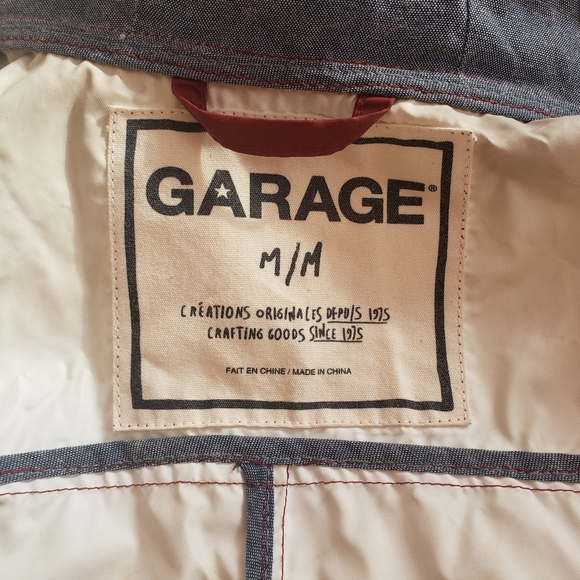 GARAGE®
M/M
CRÉATIONS ORIGINALES DEPUIS 1975
CRAFTING GOODS SINCE 1975
FAIT EN CHINE / MADE IN CHINA